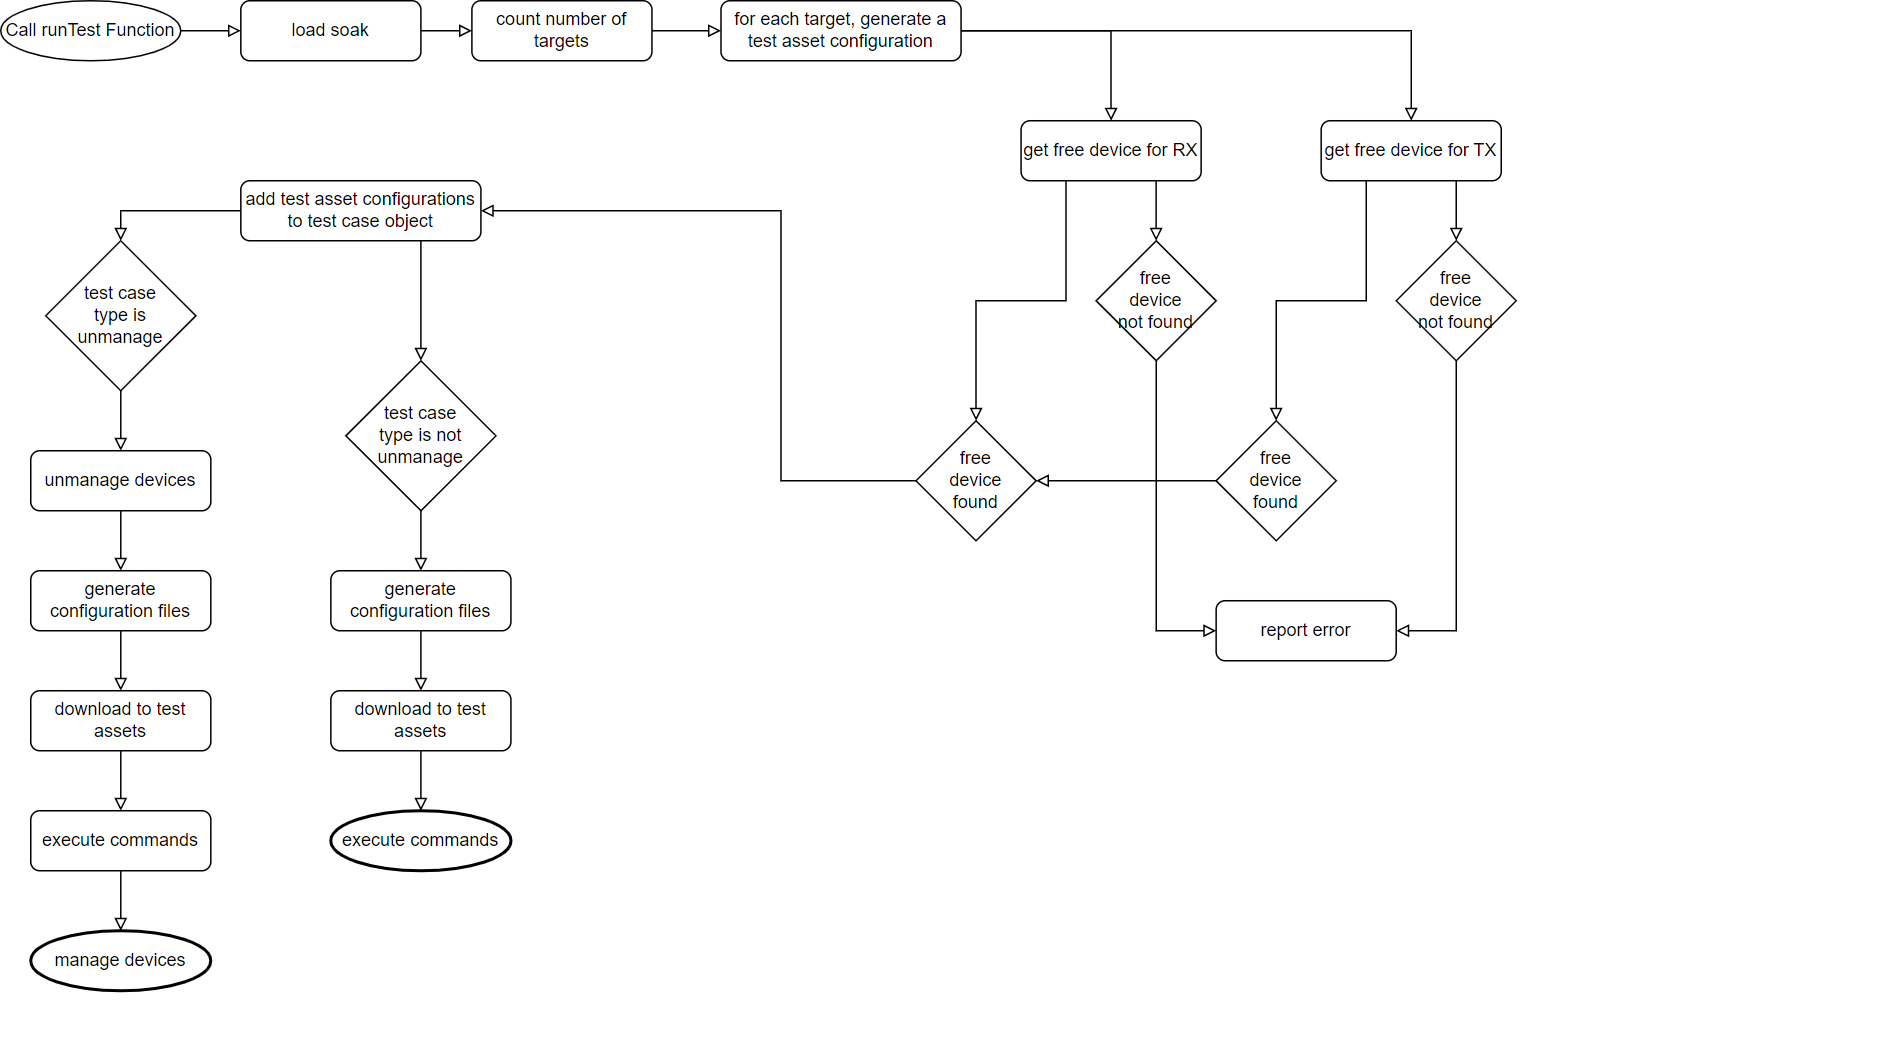 Call runTest Function
load soak
count number of
targets
for each target, generate a
test asset configuration
get free device for RX
get free device for TX
add test asset configurations
to test case object
free
device
not found
free
device
not found
test case
type is
unmanage
test case
type is not
unmanage
free
device
found
free
device
found
unmanage devices
generate
configuration files
generate
configuration files
report error
download to test
assets
download to test
assets
execute commands
execute commands
manage devices